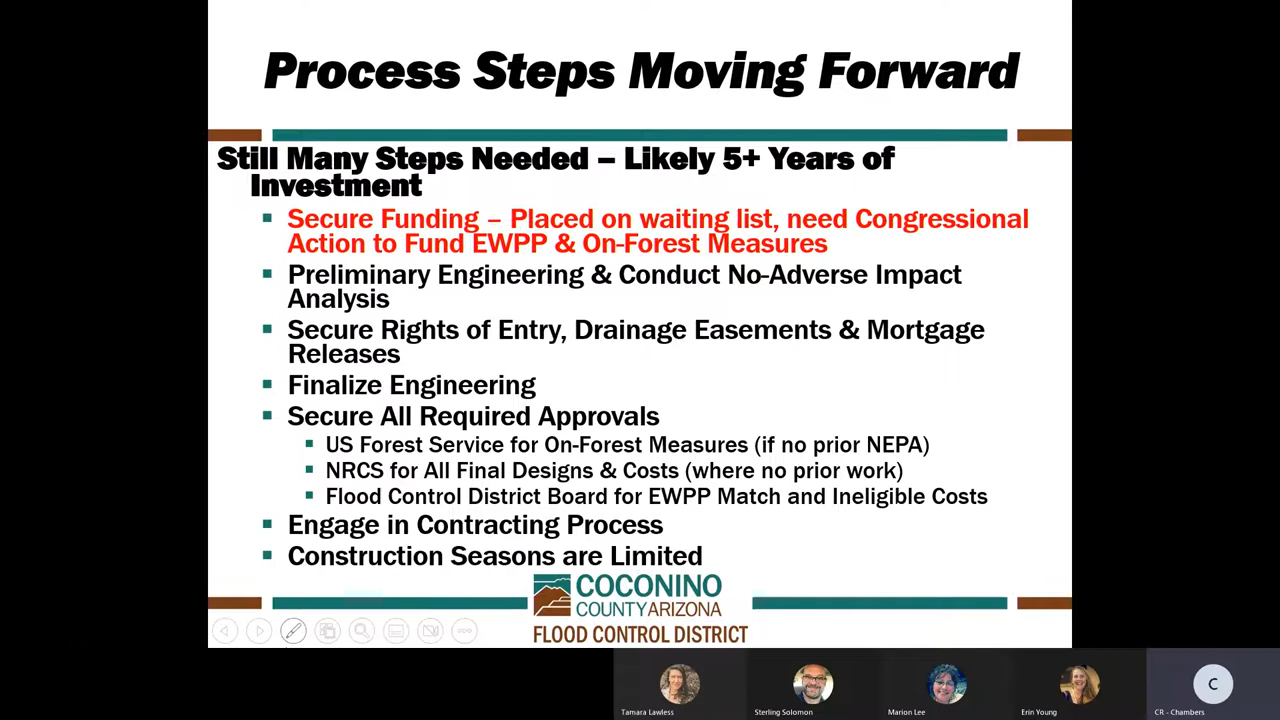 Process Steps Moving Forward
Still Many Steps Needed – Likely 5+ Years of
Investment
Secure Funding – Placed on waiting list, need Congressional
Action to Fund EWPP & On-Forest Measures
Preliminary Engineering & Conduct No-Adverse Impact
Analysis
Secure Rights of Entry, Drainage Easements & Mortgage
Releases
Finalize Engineering
Secure All Required Approvals
US Forest Service for On-Forest Measures (if no prior NEPA)
NRCS for All Final Designs & Costs (where no prior work)
Flood Control District Board for EWPP Match and Ineligible Costs
Engage in Contracting Process
Construction Seasons are Limited
COCONINO
COUNTY ARIZONA
FLOOD CONTROL DISTRICT
C
Tamara Lawless
Sterling Solomon
Marion Lee
Erin Young
CR - Chambers